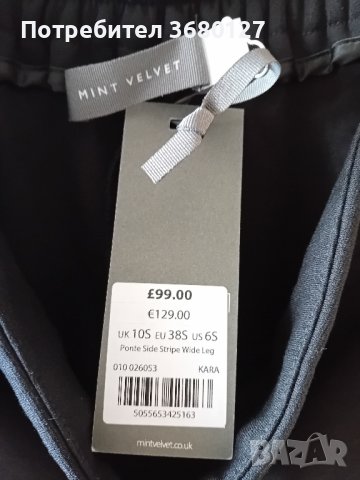 Потребител 3680127
MINT VELVET
£99.00
€129.00
UK 10S EU 38S US 6S
Ponte Side Stripe Wide Leg
010 026053 KARA
5055653425163
mintvelvet.co.uk
BAZAR